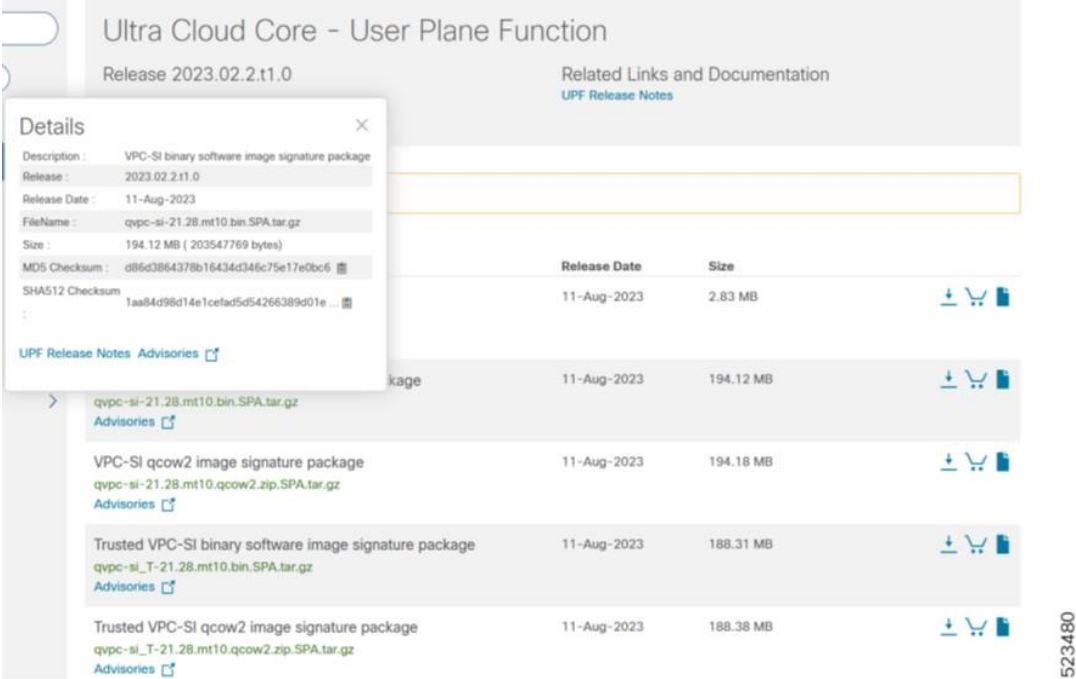 Ultra Cloud Core - User Plane Function
Release 2023.02.2.t1.0
Related Links and Documentation
UPF Release Notes
Details
Description : VPC-SI binary software image signature package
Release : 2023.02.2.t1.0
Release Date : 11-Aug-2023
FileName : qvpc-si-21.28.mt10.bin.SPA.tar.gz
Size : 194.12 MB ( 203547769 bytes)
MD5 Checksum : d86d3864378b16434d346c75e17e0bc6
SHA512 Checksum : 1aa84d98d14e1cefad5d54266389d01e ...
UPF Release Notes Advisories
Release Date Size
11-Aug-2023 2.83 MB
kage 11-Aug-2023 194.12 MB
qvpc-si-21.28.mt10.bin.SPA.tar.gz
Advisories
VPC-SI qcow2 image signature package 11-Aug-2023 194.18 MB
qvpc-si-21.28.mt10.qcow2.zip.SPA.tar.gz
Advisories
Trusted VPC-SI binary software image signature package 11-Aug-2023 188.31 MB
qvpc-si_T-21.28.mt10.bin.SPA.tar.gz
Advisories
Trusted VPC-SI qcow2 image signature package 11-Aug-2023 188.38 MB
qvpc-si_T-21.28.mt10.qcow2.zip.SPA.tar.gz
Advisories
523480